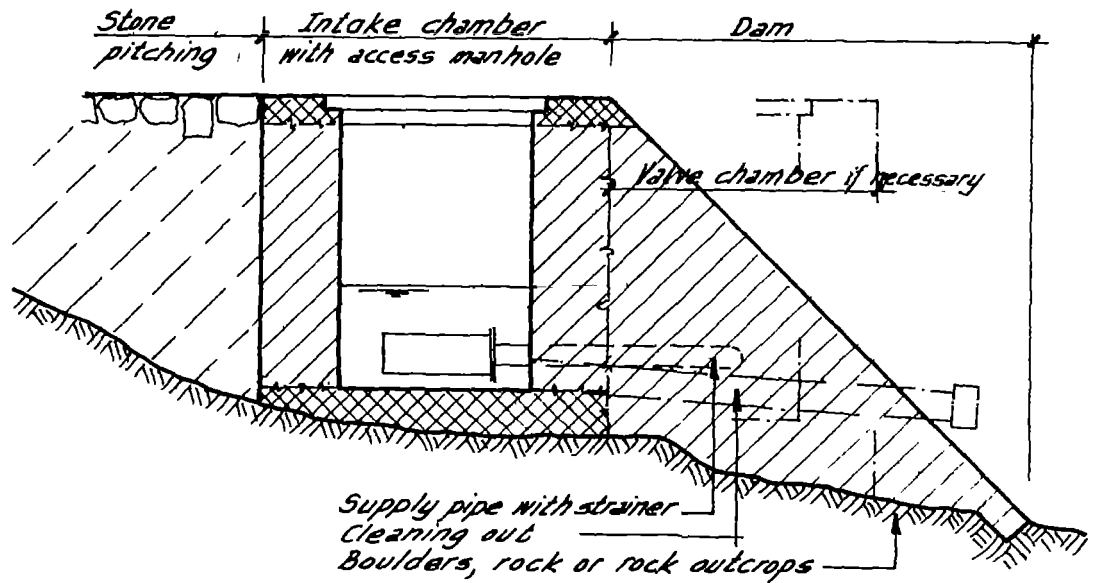 Stone pitching
Intake chamber with access manhole
Dam
Valve chamber if necessary
Supply pipe with strainer
Cleaning out
Boulders, rock or rock outcrops